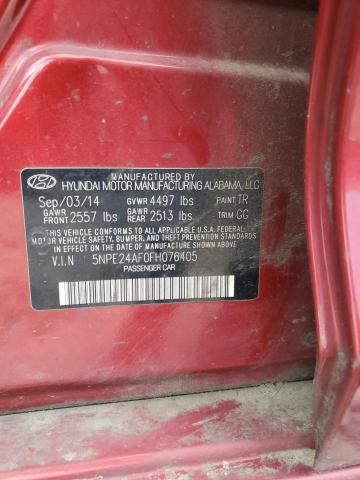 MFD BY
HYUNDAI MOTOR MANUFACTURING ALABAMA, LLC
Sep/03/14 GVWR 4497 lbs PAINT TR
GAWR FRONT 2557 lbs GAWR REAR 2513 lbs TRIM GG
THIS VEHICLE CONFORMS TO ALL APPLICABLE U.S. FEDERAL
MOTOR VEHICLE SAFETY BUMPER, AND THEFT PREVENTION
STANDARDS IN EFFECT ON THE DATE OF MANUFACTURE SHOWN ABOVE.
V.I.N 5NPE24AF0FH076405
PASSENGER CAR